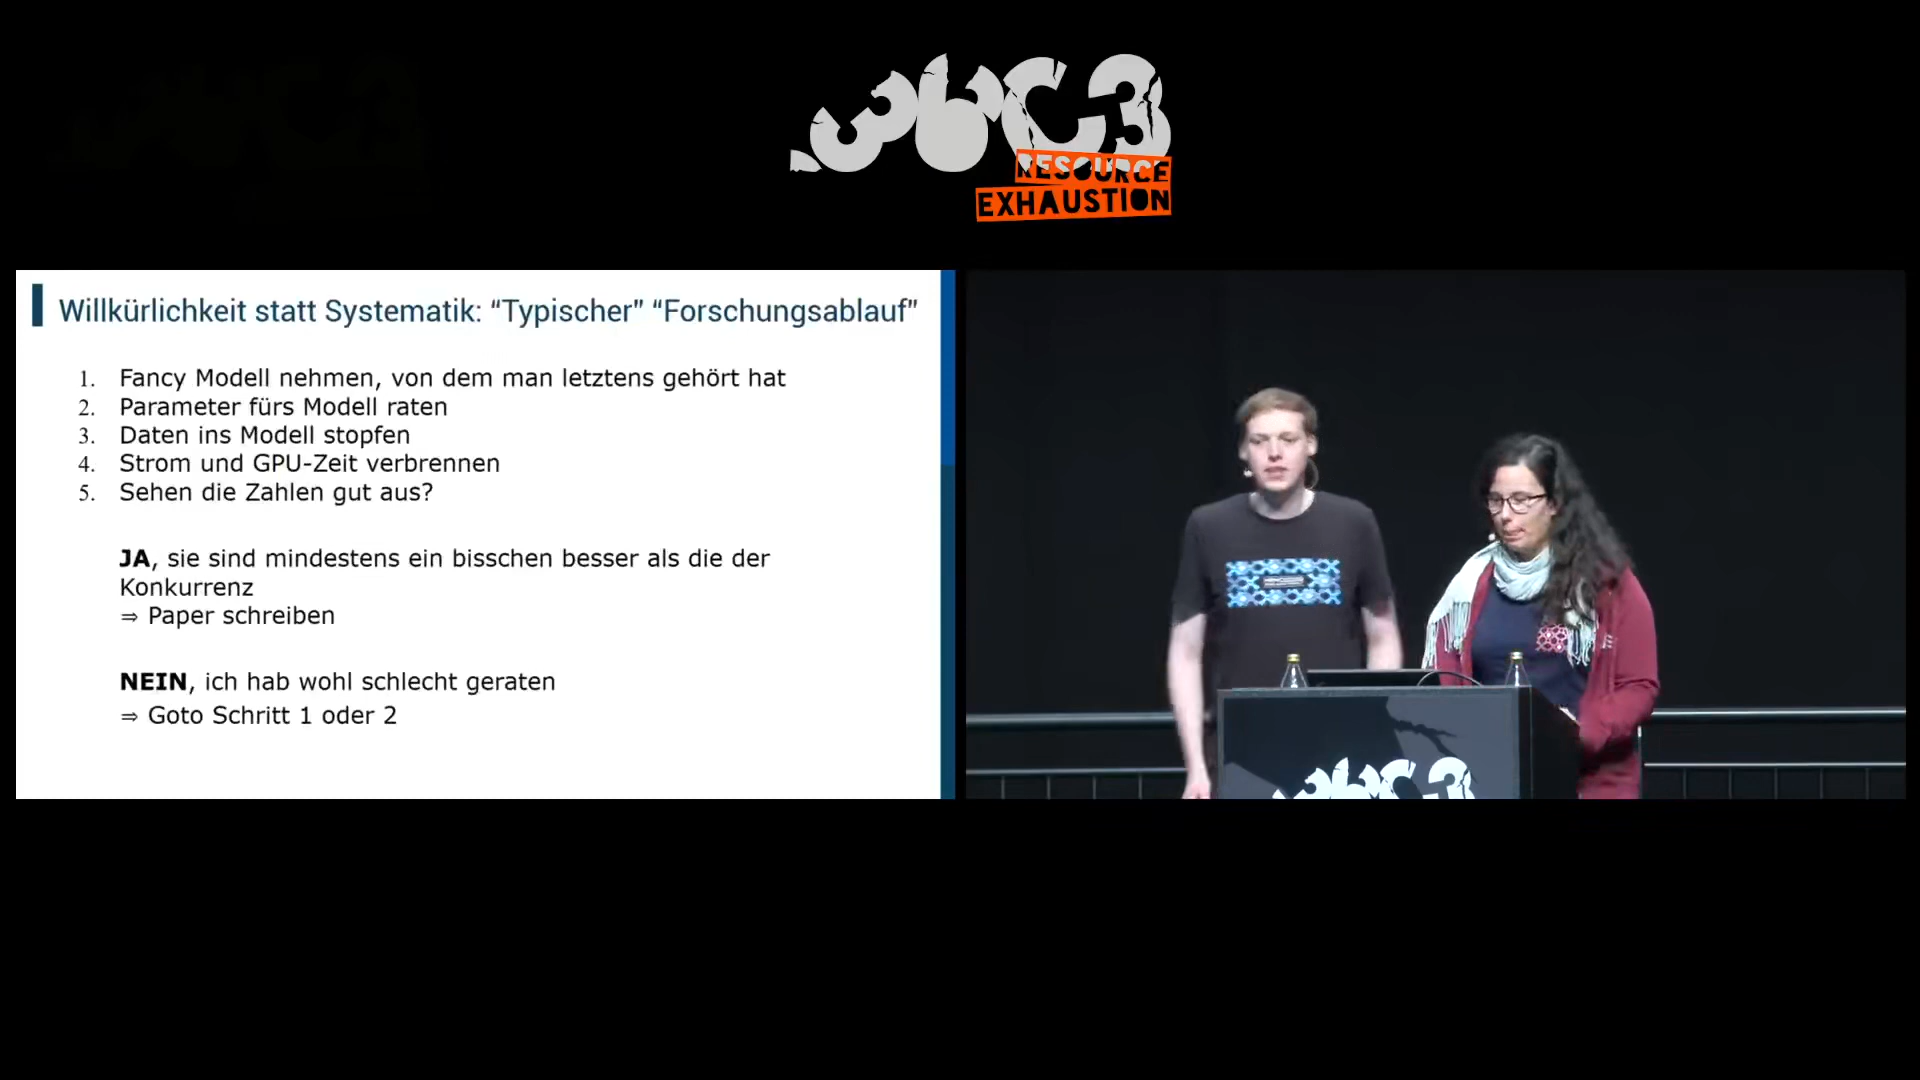 36C3
RESOURCE
EXHAUSTION
Willkürlichkeit statt Systematik: “Typischer” “Forschungsablauf”
1. Fancy Modell nehmen, von dem man letztens gehört hat
2. Parameter fürs Modell raten
3. Daten ins Modell stopfen
4. Strom und GPU-Zeit verbrennen
5. Sehen die Zahlen gut aus?
JA, sie sind mindestens ein bisschen besser als die der
Konkurrenz
⇒ Paper schreiben
NEIN, ich hab wohl schlecht geraten
⇒ Goto Schritt 1 oder 2
36C3